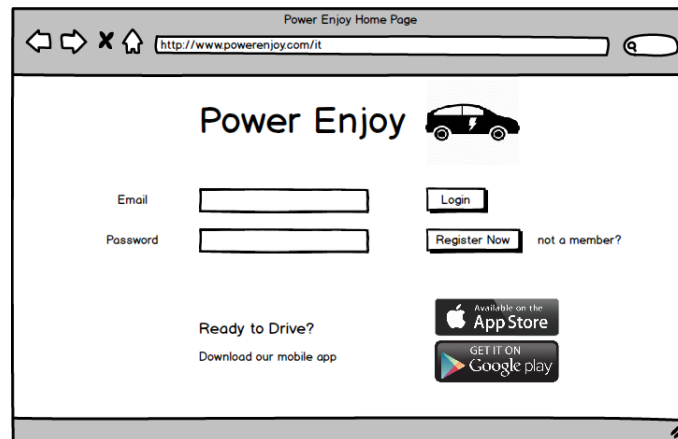 Power Enjoy Home Page
http://www.powerenjoy.com/it
Power Enjoy
Email
Login
Password
Register Now
not a member?
Ready to Drive?
Download our mobile app
Available on the
App Store
GET IT ON
Google play